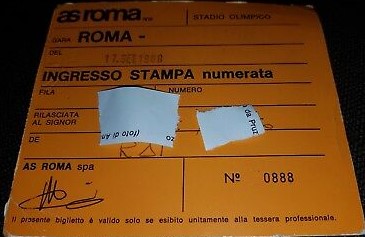 as roma spa STADIO OLIMPICO
GARA ROMA -
DEL
INGRESSO STAMPA numerata
FILA NUMERO
RILASCIATA
AL SIGNOR
DE
AS ROMA spa
Nº 0888
Il presente biglietto è valido solo se esibito unitamente alla tessera professionale.